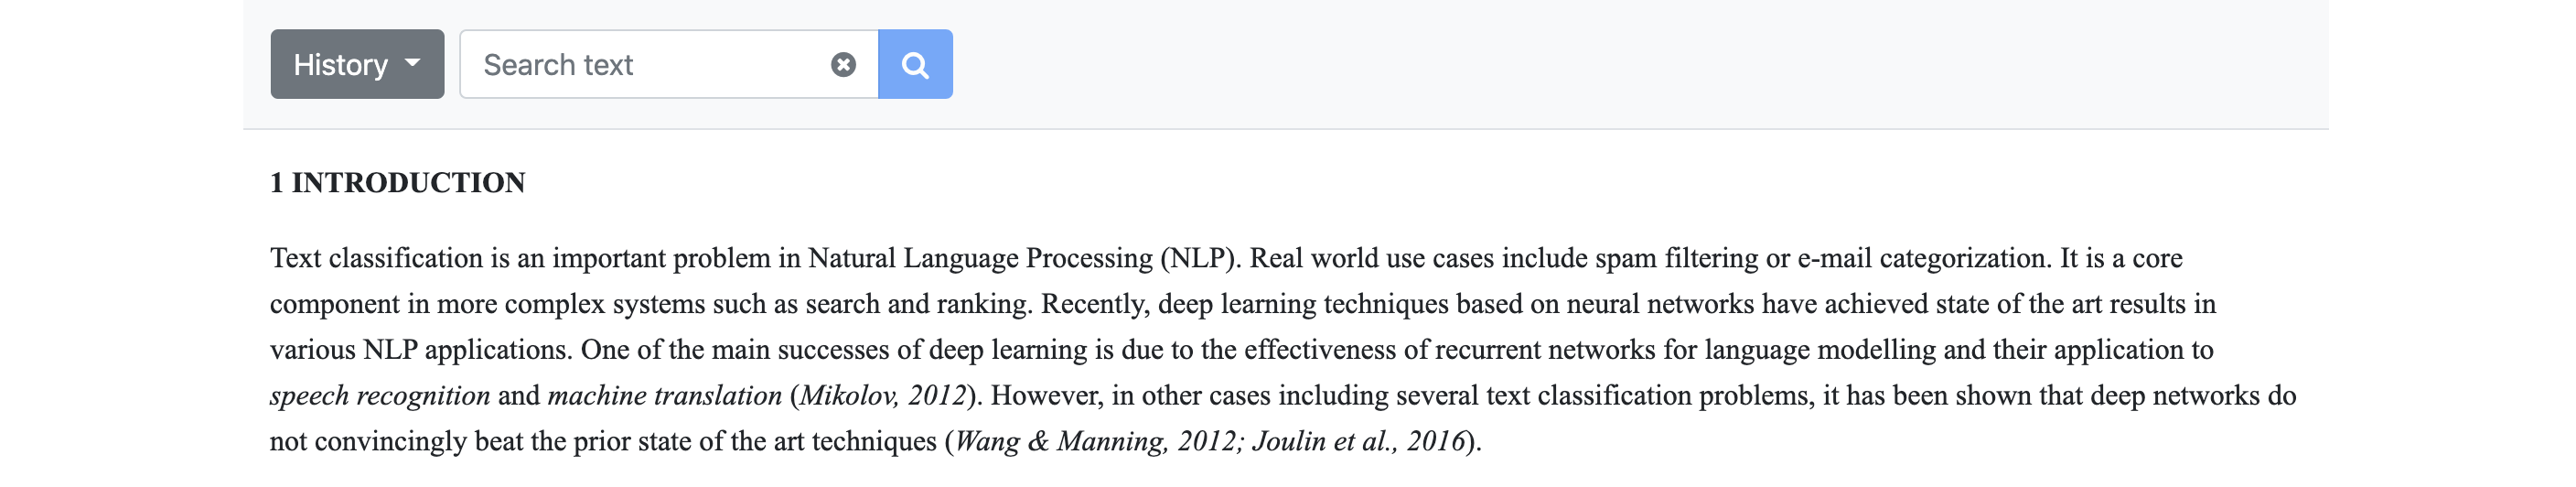 History
Search text
1 INTRODUCTION
Text classification is an important problem in Natural Language Processing (NLP). Real world use cases include spam filtering or e-mail categorization. It is a core
component in more complex systems such as search and ranking. Recently, deep learning techniques based on neural networks have achieved state of the art results in
various NLP applications. One of the main successes of deep learning is due to the effectiveness of recurrent networks for language modelling and their application to
speech recognition and machine translation (Mikolov, 2012). However, in other cases including several text classification problems, it has been shown that deep networks do
not convincingly beat the prior state of the art techniques (Wang & Manning, 2012; Joulin et al., 2016).